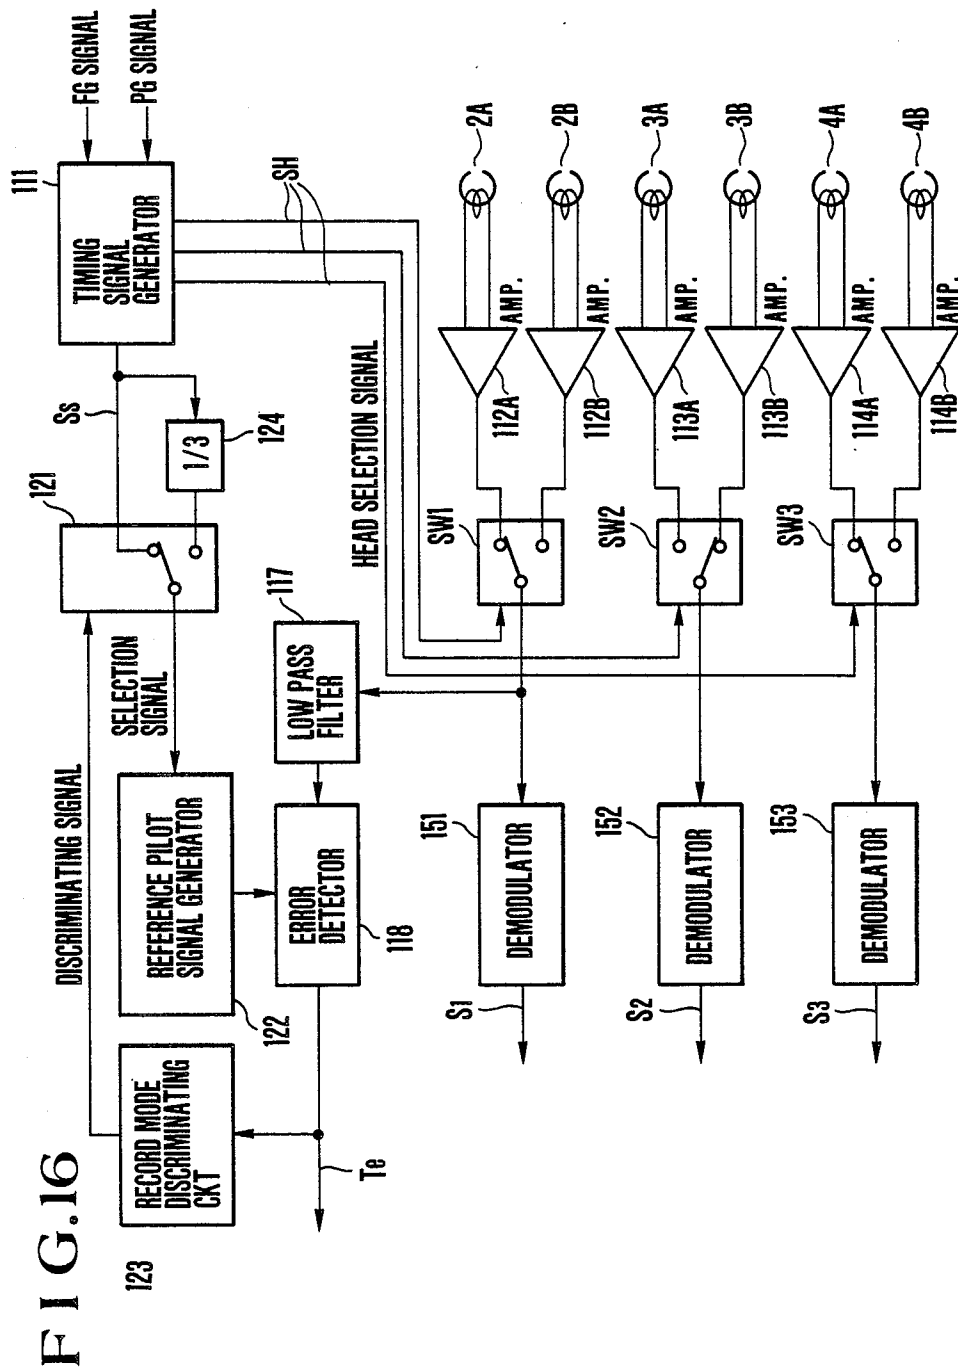 FIG.16
123
RECORD MODE
DISCRIMINATING
CKT
DISCRIMINATING SIGNAL
REFERENCE PILOT
SIGNAL GENERATOR
122
SELECTION
SIGNAL
121
Ss
1/3
124
TIMING
SIGNAL
GENERATOR
111
FG SIGNAL
PG SIGNAL
SH
HEAD SELECTION SIGNAL
Te
ERROR
DETECTOR
118
LOW PASS
FILTER
117
S1
DEMODULATOR
151
SW1
112A
AMP.
2A
112B
AMP.
2B
S2
DEMODULATOR
152
SW2
113A
AMP.
3A
113B
AMP.
3B
S3
DEMODULATOR
153
SW3
114A
AMP.
4A
114B
AMP.
4B